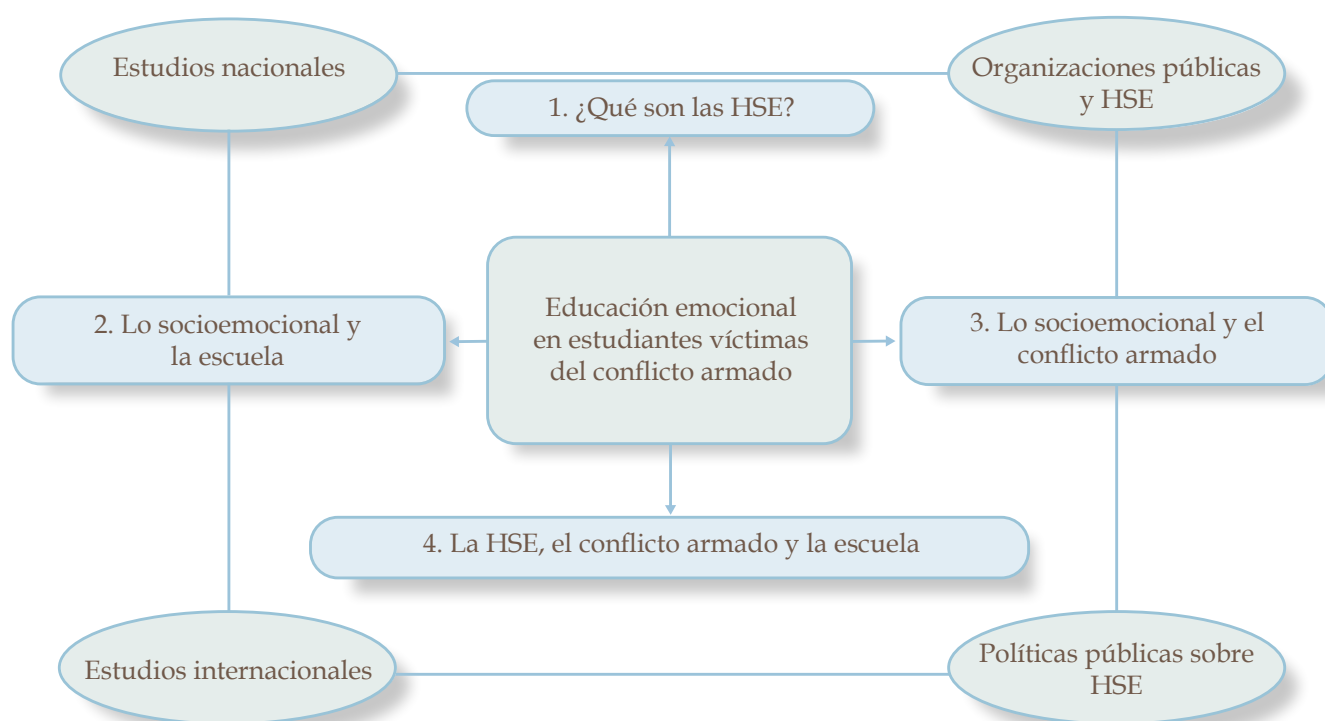 Estudios nacionales
Organizaciones públicas
y HSE
1. ¿Qué son las HSE?
Educación emocional
en estudiantes víctimas
del conflicto armado
2. Lo socioemocional y
la escuela
3. Lo socioemocional y el
conflicto armado
4. La HSE, el conflicto armado y la escuela
Estudios internacionales
Políticas públicas sobre
HSE